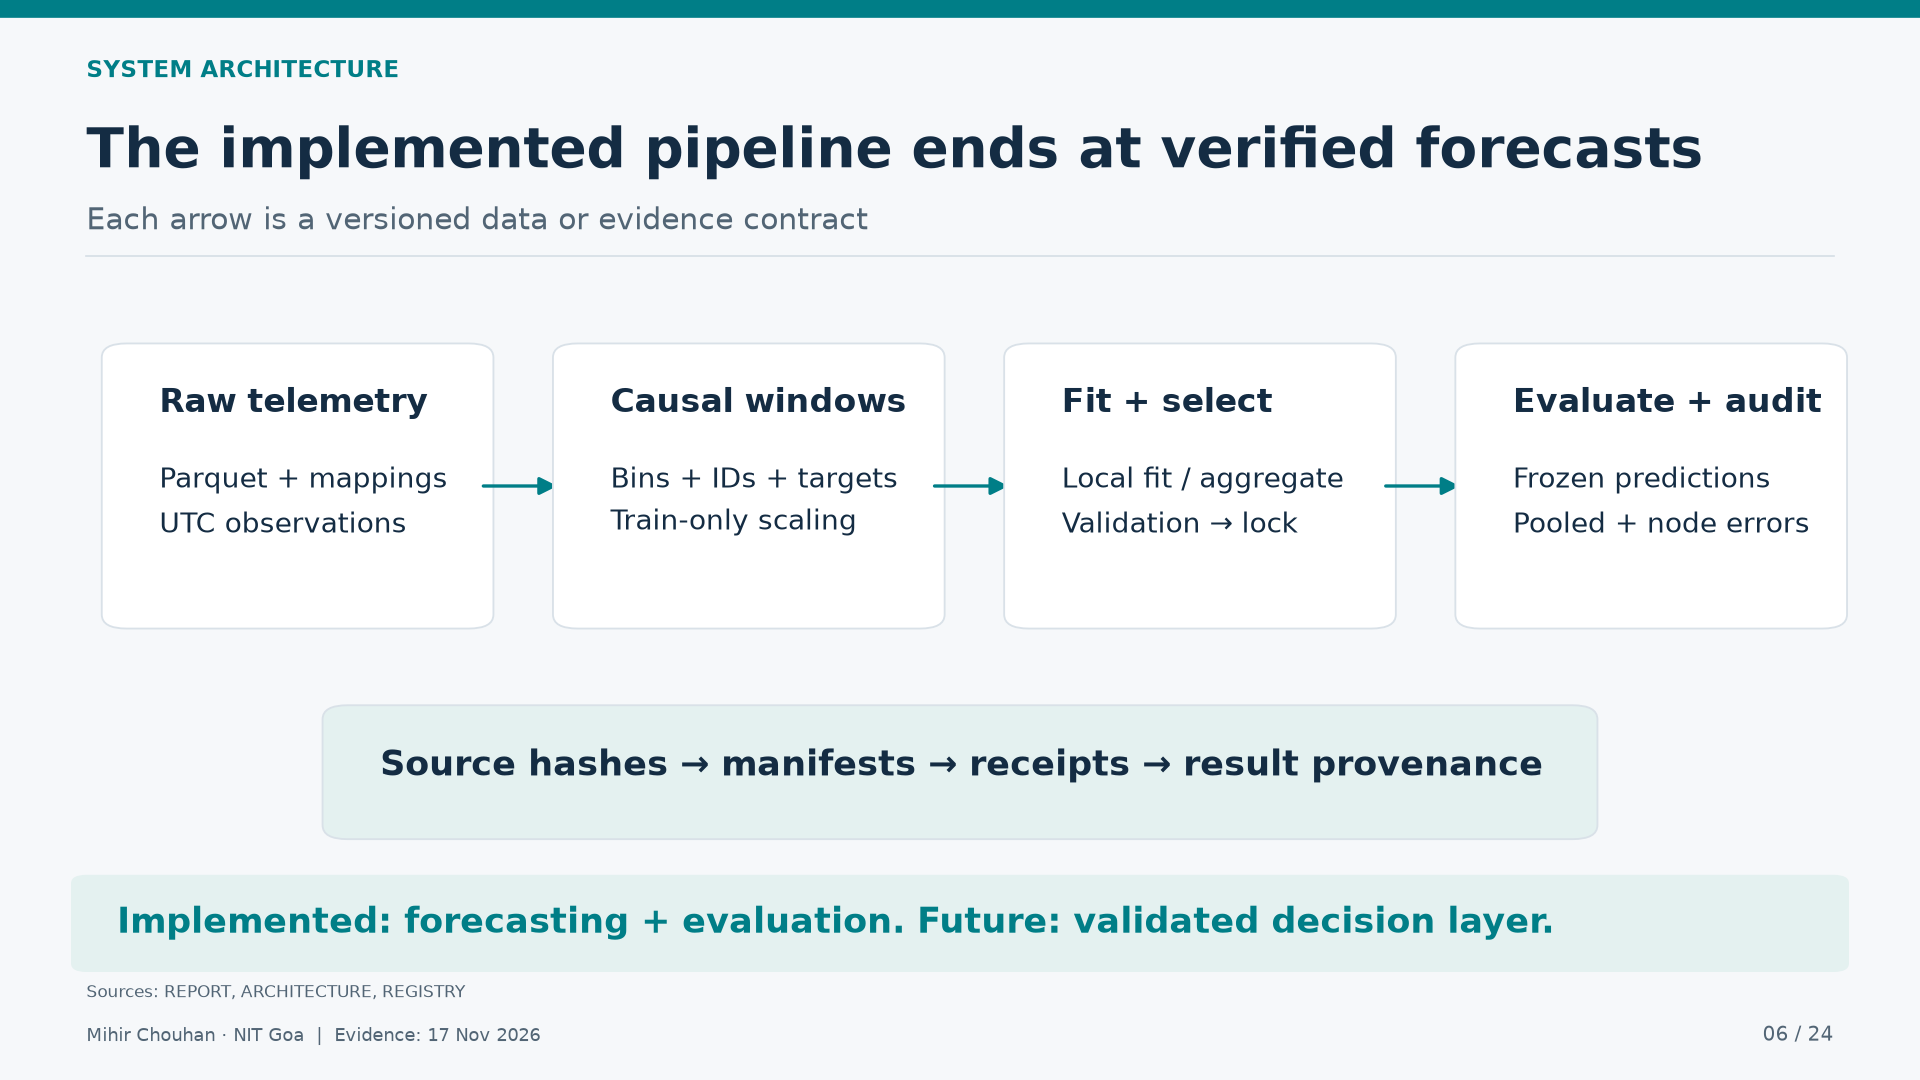 SYSTEM ARCHITECTURE
The implemented pipeline ends at verified forecasts
Each arrow is a versioned data or evidence contract
Raw telemetry
Parquet + mappings
UTC observations
Causal windows
Bins + IDs + targets
Train-only scaling
Fit + select
Local fit / aggregate
Validation → lock
Evaluate + audit
Frozen predictions
Pooled + node errors
Source hashes → manifests → receipts → result provenance
Implemented: forecasting + evaluation. Future: validated decision layer.
Sources: REPORT, ARCHITECTURE, REGISTRY
Mihir Chouhan · NIT Goa | Evidence: 17 Nov 2026
06 / 24